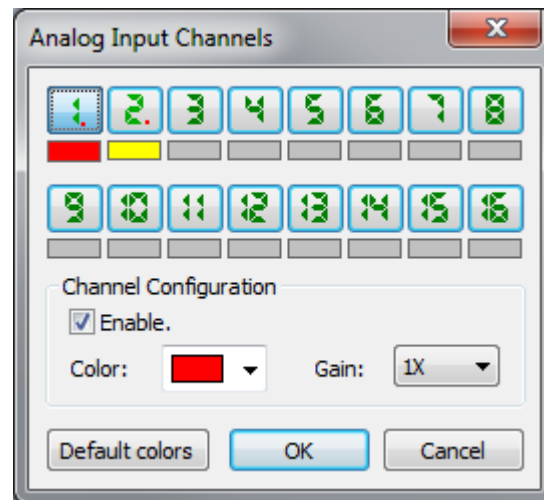 Analog Input Channels
1. 2. 3 4 5 6 7 8
9 10 11 12 13 14 15 16
Channel Configuration
Enable.
Color: Gain: 1X
Default colors OK Cancel